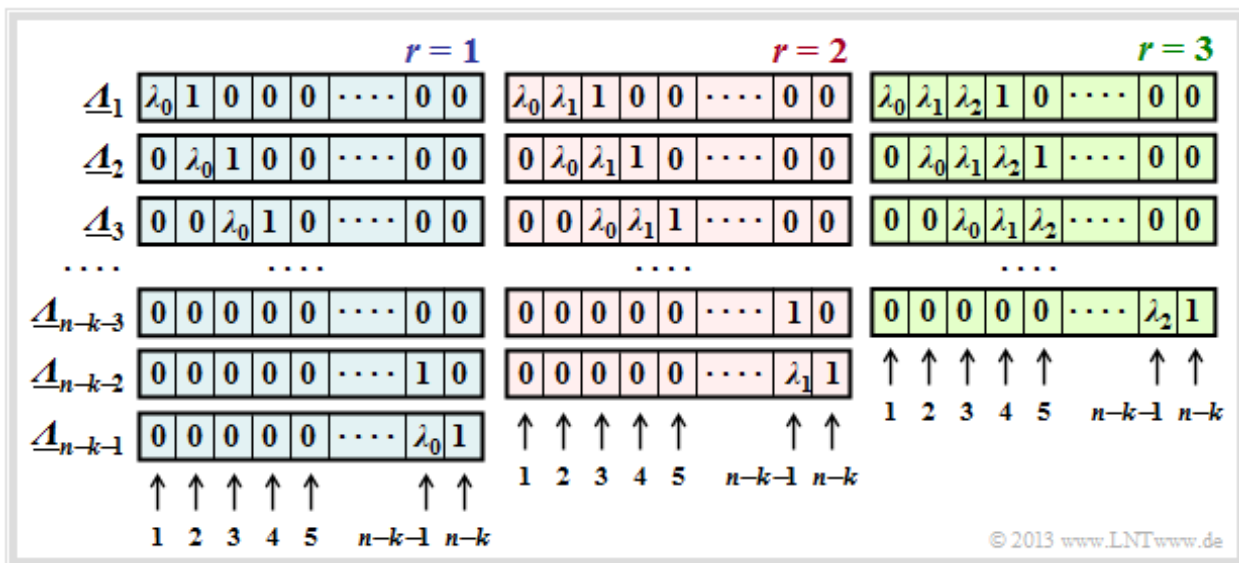 r = 1 r = 2 r = 3
Λ₁ λ₀ 1 0 0 0 ···· 0 0 λ₀ λ₁ 1 0 0 ···· 0 0 λ₀ λ₁ λ₂ 1 0 ···· 0 0
Λ₂ 0 λ₀ 1 0 0 ···· 0 0 0 λ₀ λ₁ 1 0 ···· 0 0 0 λ₀ λ₁ λ₂ 1 ···· 0 0
Λ₃ 0 0 λ₀ 1 0 ···· 0 0 0 0 λ₀ λ₁ 1 ···· 0 0 0 0 λ₀ λ₁ λ₂ ···· 0 0
···· ···· ···· ····
Λn–k–3 0 0 0 0 0 ···· 0 0 0 0 0 0 0 ···· 1 0 0 0 0 0 0 ···· λ₂ 1
Λn–k–2 0 0 0 0 0 ···· 1 0 0 0 0 0 0 ···· λ₁ 1
1 2 3 4 5 n–k–1 n–k
Λn–k–1 0 0 0 0 0 ···· λ₀ 1
1 2 3 4 5 n–k–1 n–k
1 2 3 4 5 n–k–1 n–k
© 2013 www.LNTwww.de